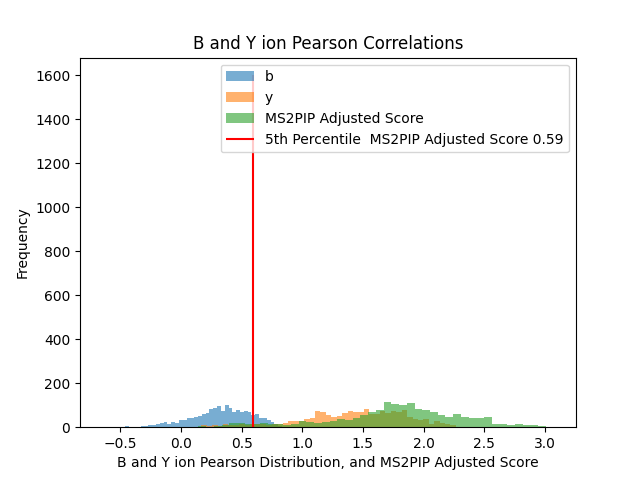 B and Y ion Pearson Correlations
b
y
MS2PIP Adjusted Score
5th Percentile  MS2PIP Adjusted Score 0.59
Frequency
1600
1400
1200
1000
800
600
400
200
0
−0.5 0.0 0.5 1.0 1.5 2.0 2.5 3.0
B and Y ion Pearson Distribution, and MS2PIP Adjusted Score